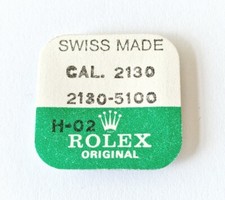 SWISS MADE
CAL. 2130
2130-5100
H-02
ROLEX
ORIGINAL